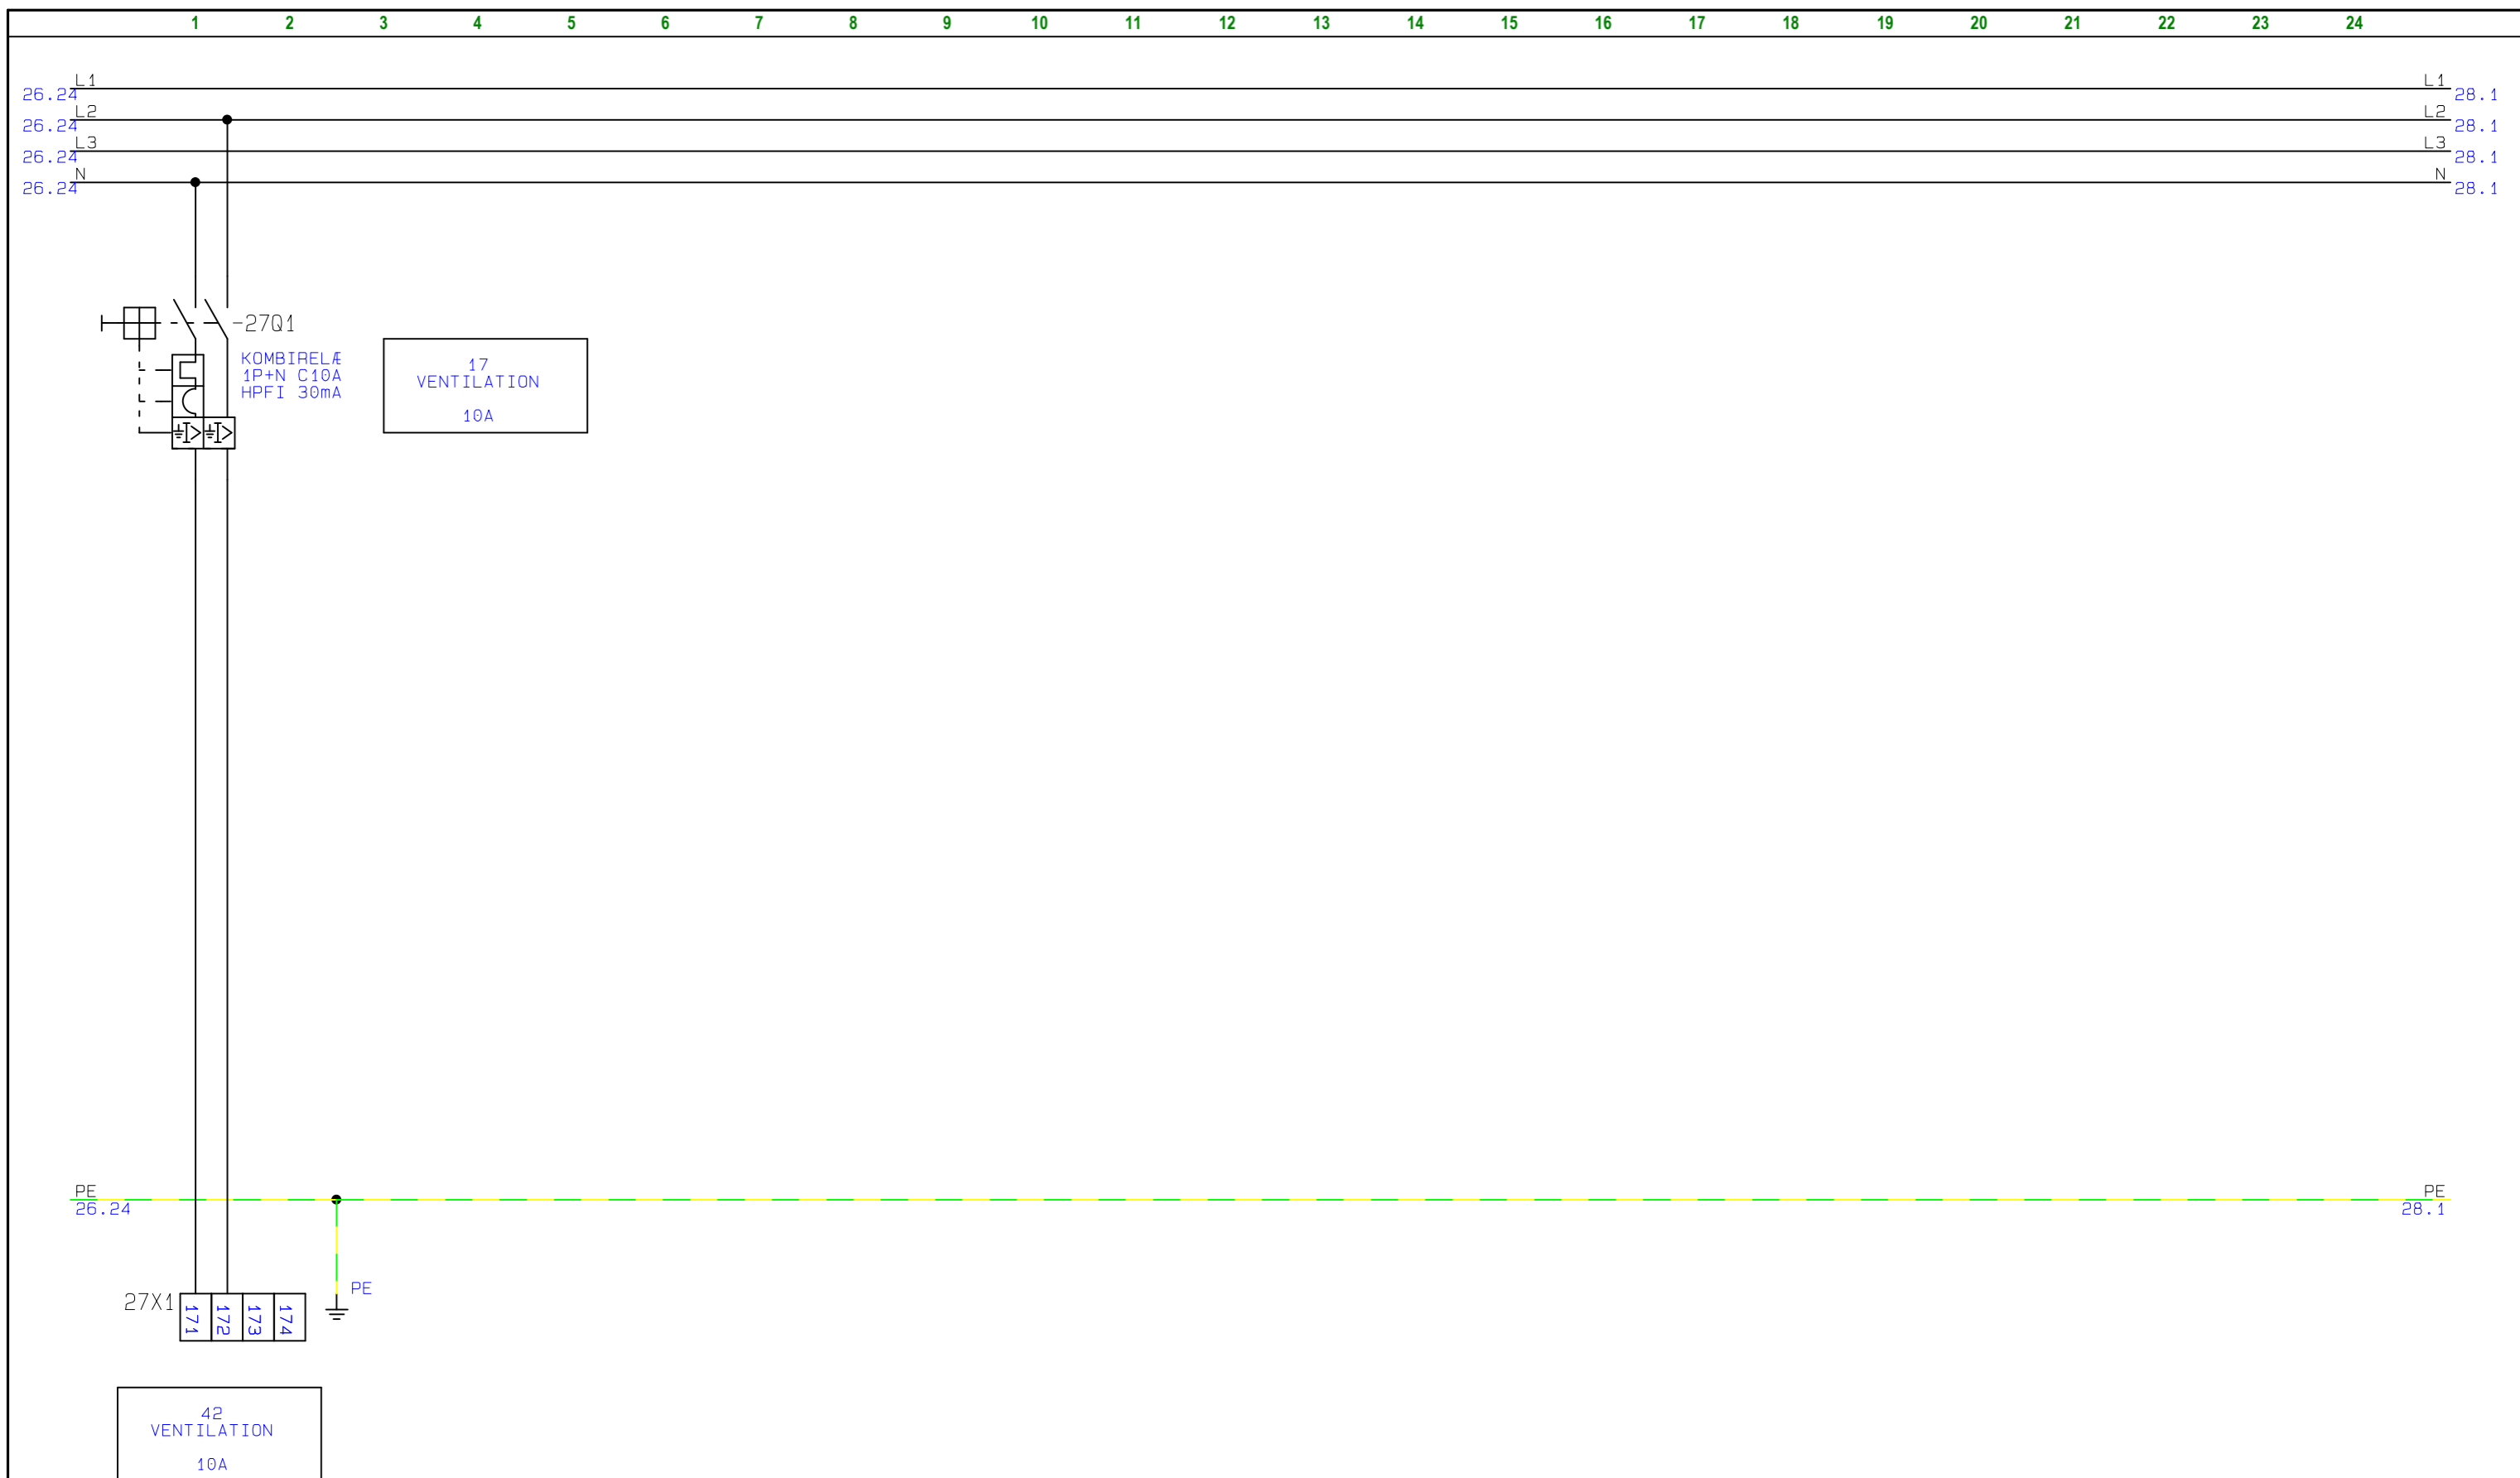 1 2 3 4 5 6 7 8 9 10 11 12 13 14 15 16 17 18 19 20 21 22 23 24
L1 L1
26.24 28.1
L2 L2
26.24 28.1
L3 L3
26.24 28.1
N N
26.24 28.1
-27Q1
KOMBIRELÆ
1P+N C10A
HPFI 30mA
17
VENTILATION
10A
PE PE
26.24 28.1
PE
27X1
171 172 173 174
42
VENTILATION
10A